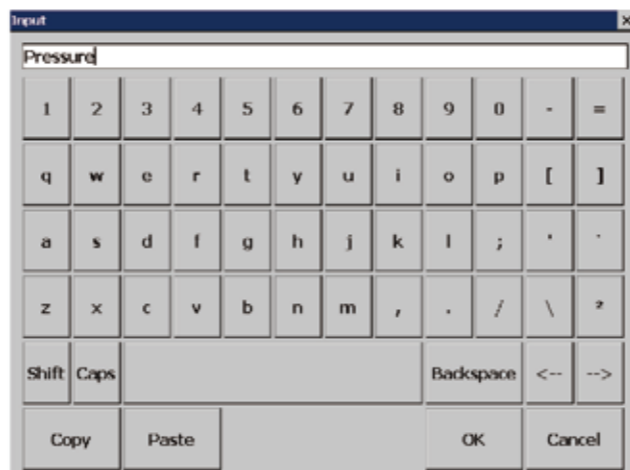 Input ×
Pressure
1 2 3 4 5 6 7 8 9 0 - =
q w e r t y u i o p [ ]
a s d f g h j k l ; ' `
z x c v b n m , . / \ ²
Shift Caps Backspace <-- -->
Copy Paste OK Cancel